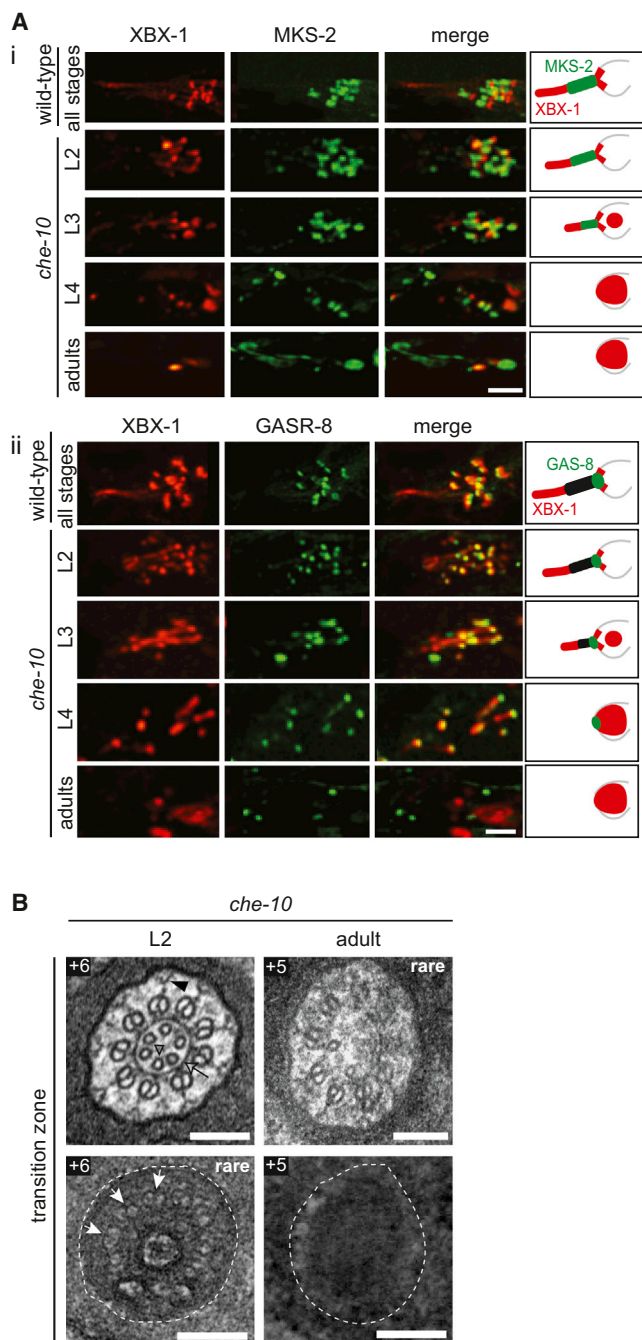 A
i
XBX-1 MKS-2 merge
wild-type
all stages
MKS-2
XBX-1
che-10
L2
L3
L4
adults
ii
XBX-1 GASR-8 merge
wild-type
all stages
GAS-8
XBX-1
che-10
L2
L3
L4
adults
B
che-10
L2 adult
transition zone
+6
+5 rare
+6 rare
+5